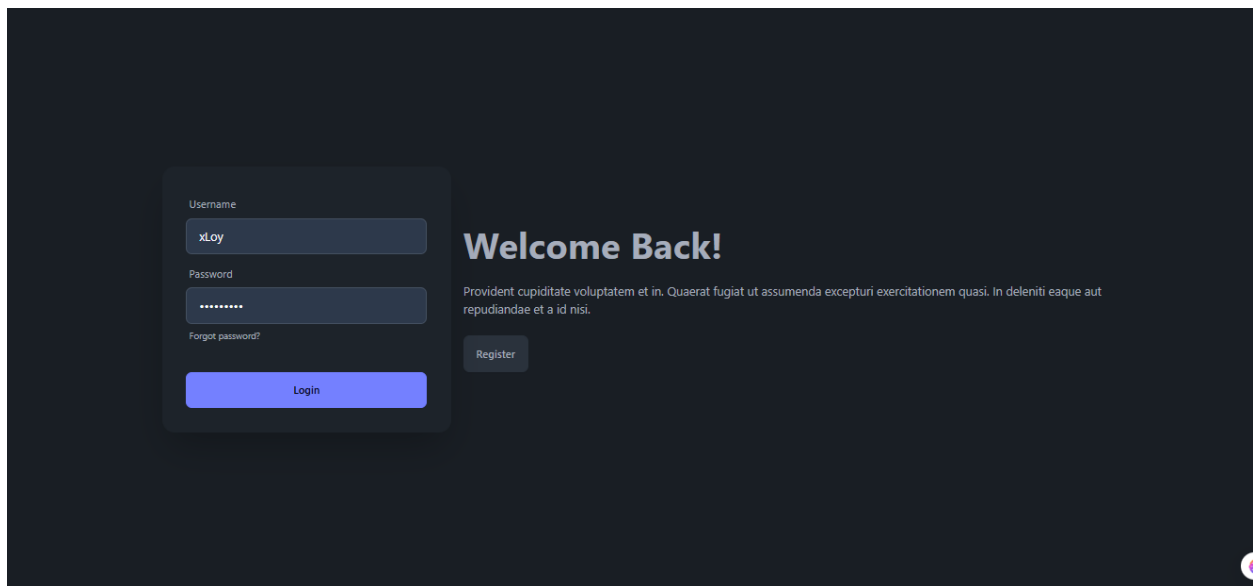 Username
xLoy
Password
•••••••••
Forgot password?
Login
Welcome Back!
Provident cupiditate voluptatem et in. Quaerat fugiat ut assumenda excepturi exercitationem quasi. In deleniti eaque aut
repudiandae et a id nisi.
Register